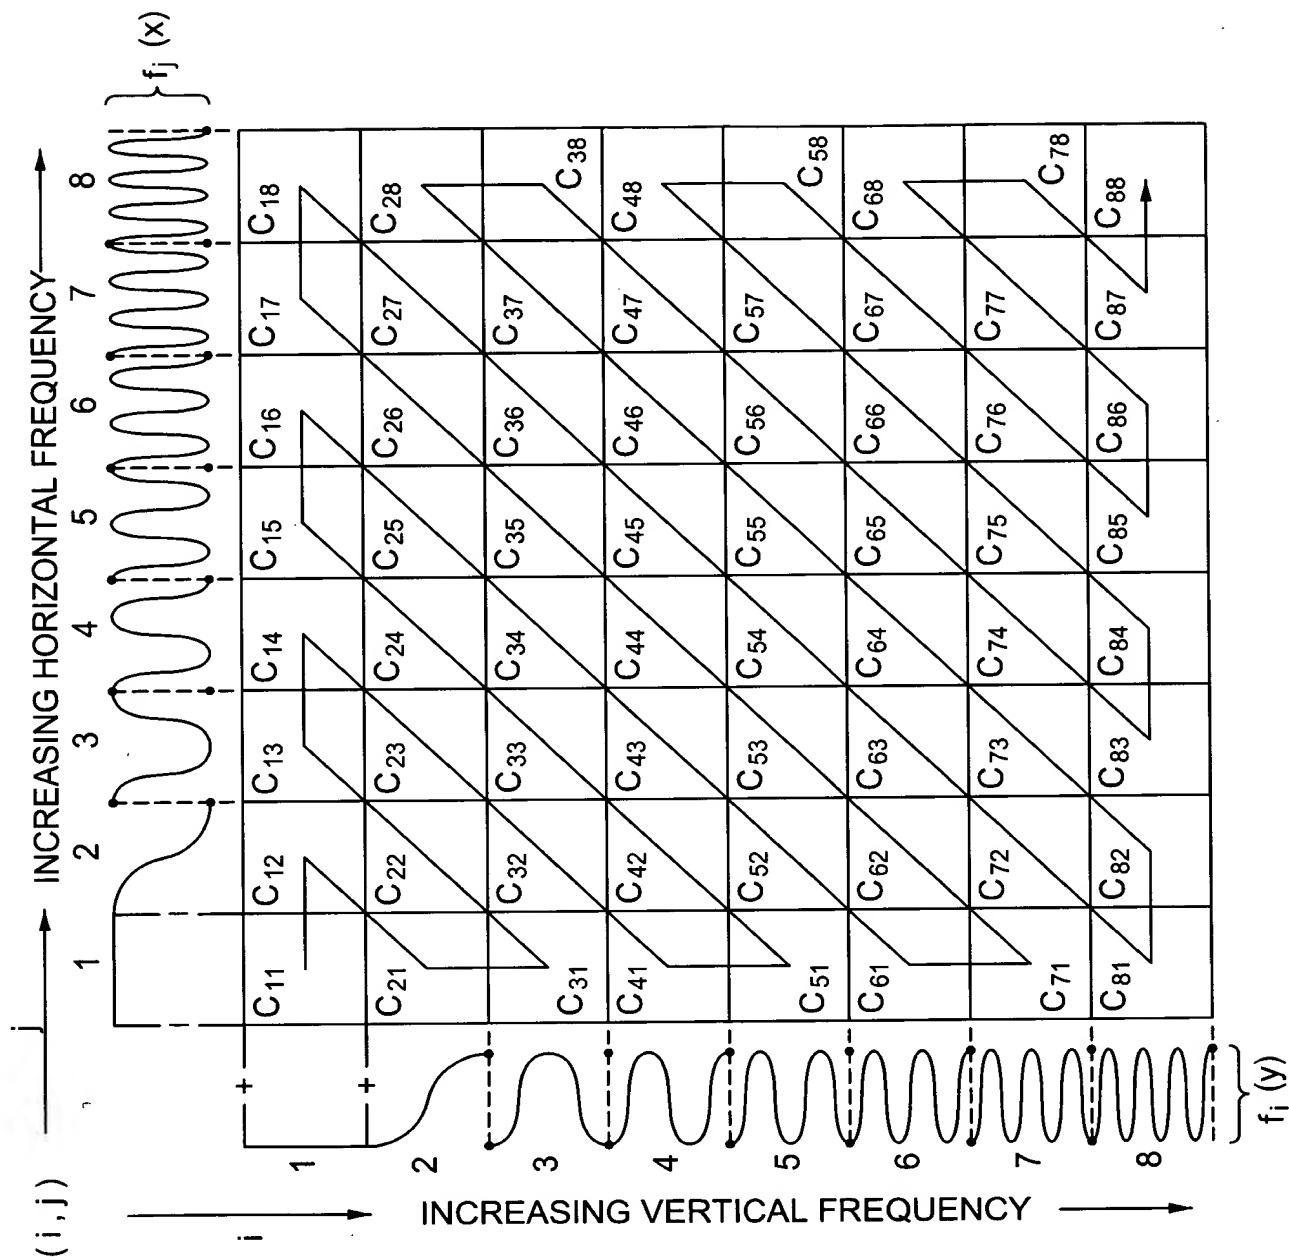 (i, j)
j
INCREASING HORIZONTAL FREQUENCY
1 2 3 4 5 6 7 8
fj (x)
i
INCREASING VERTICAL FREQUENCY
1 2 3 4 5 6 7 8
fi (y)
+ +
C11 C12 C13 C14 C15 C16 C17 C18
C21 C22 C23 C24 C25 C26 C27 C28
C31 C32 C33 C34 C35 C36 C37 C38
C41 C42 C43 C44 C45 C46 C47 C48
C51 C52 C53 C54 C55 C56 C57 C58
C61 C62 C63 C64 C65 C66 C67 C68
C71 C72 C73 C74 C75 C76 C77 C78
C81 C82 C83 C84 C85 C86 C87 C88